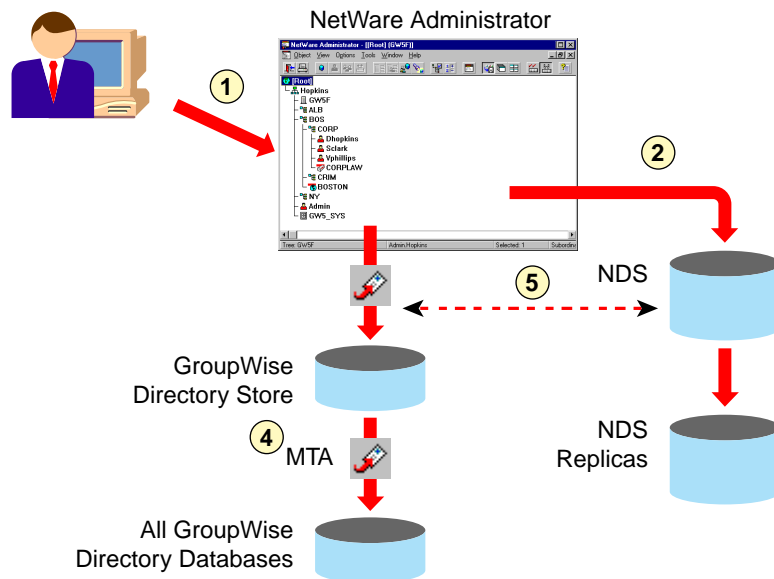 NetWare Administrator
NetWare Administrator - [[Root] (GW5F)]
Object View Options Tools Window Help
[Root]
Hopkins
GW5F
ALB
BOS
CORP
Dhopkins
Sclark
Vphillips
CORPLAW
CRIM
BOSTON
NY
Admin
GW5_SYS
Tree: GW5F
Admin.Hopkins
Selected: 1
Subordin
1
2
5
NDS
GroupWise
Directory Store
4
MTA
NDS
Replicas
All GroupWise
Directory Databases